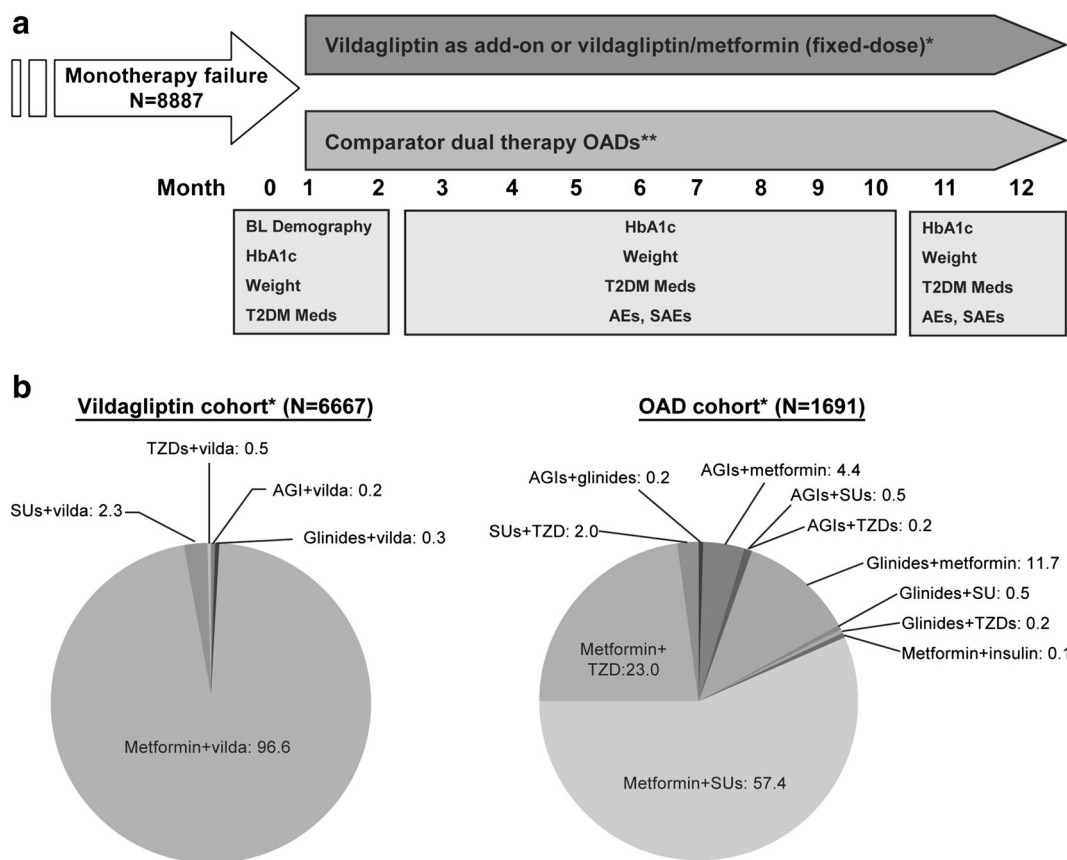 a
Vildagliptin as add-on or vildagliptin/metformin (fixed-dose)*
Monotherapy failure
N=8887
Comparator dual therapy OADs**
Month 0 1 2 3 4 5 6 7 8 9 10 11 12
BL Demography
HbA1c
Weight
T2DM Meds
HbA1c
Weight
T2DM Meds
AEs, SAEs
HbA1c
Weight
T2DM Meds
AEs, SAEs
b
Vildagliptin cohort* (N=6667)
TZDs+vilda: 0.5
AGI+vilda: 0.2
SUs+vilda: 2.3
Glinides+vilda: 0.3
Metformin+vilda: 96.6
OAD cohort* (N=1691)
AGIs+glinides: 0.2
AGIs+metformin: 4.4
AGIs+SUs: 0.5
SUs+TZD: 2.0
AGIs+TZDs: 0.2
Glinides+metformin: 11.7
Glinides+SU: 0.5
Glinides+TZDs: 0.2
Metformin+insulin: 0.1
Metformin+
TZD:23.0
Metformin+SUs: 57.4